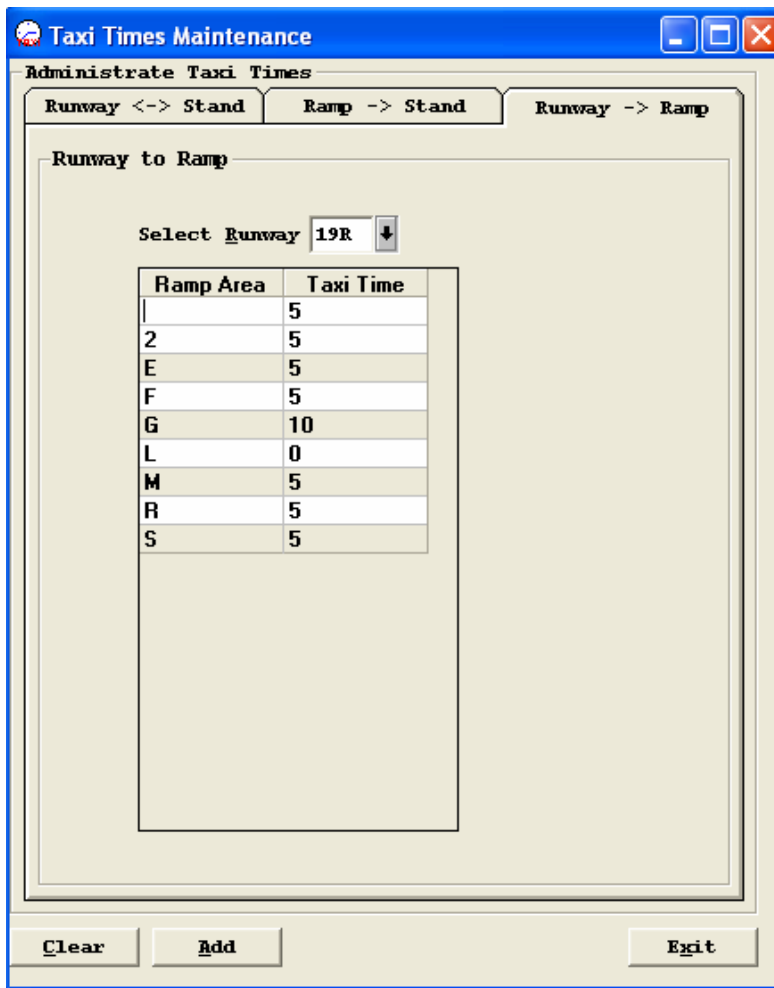 Taxi Times Maintenance
Administrate Taxi Times
Runway <-> Stand Ramp -> Stand Runway -> Ramp
Runway to Ramp
Select Runway 19R
Ramp Area Taxi Time
5
2 5
E 5
F 5
G 10
L 0
M 5
R 5
S 5
Clear Add Exit